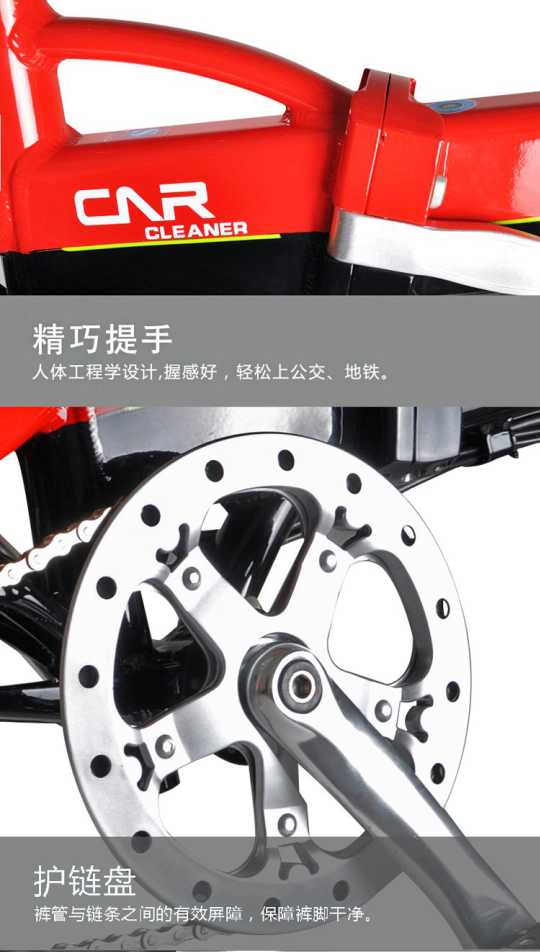 CAR
CLEANER
精巧提手
人体工程学设计,握感好，轻松上公交、地铁。
护链盘
裤管与链条之间的有效屏障，保障裤脚干净。